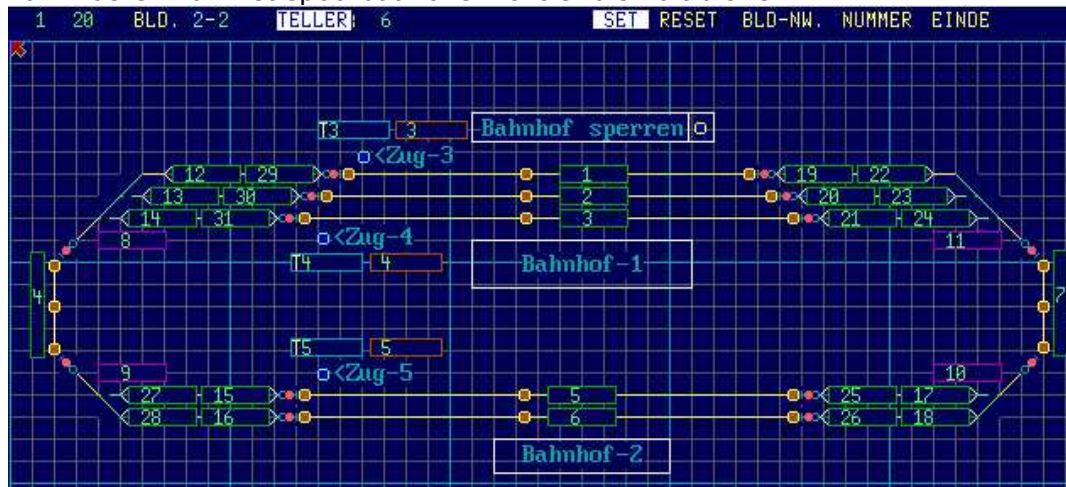 1 20 BLD. 2-2 TELLER: 6 SET RESET BLD-NW. NUMMER EINDE
T3 3 Bahnhof sperren
<Zug-3
12 29 1 19 22
13 30 2 20 23
14 31 3 21 24
8 <Zug-4 11
T4 4 Bahnhof-1
4 7
T5 5
9 <Zug-5 10
27 15 5 25 17
28 16 6 26 18
Bahnhof-2